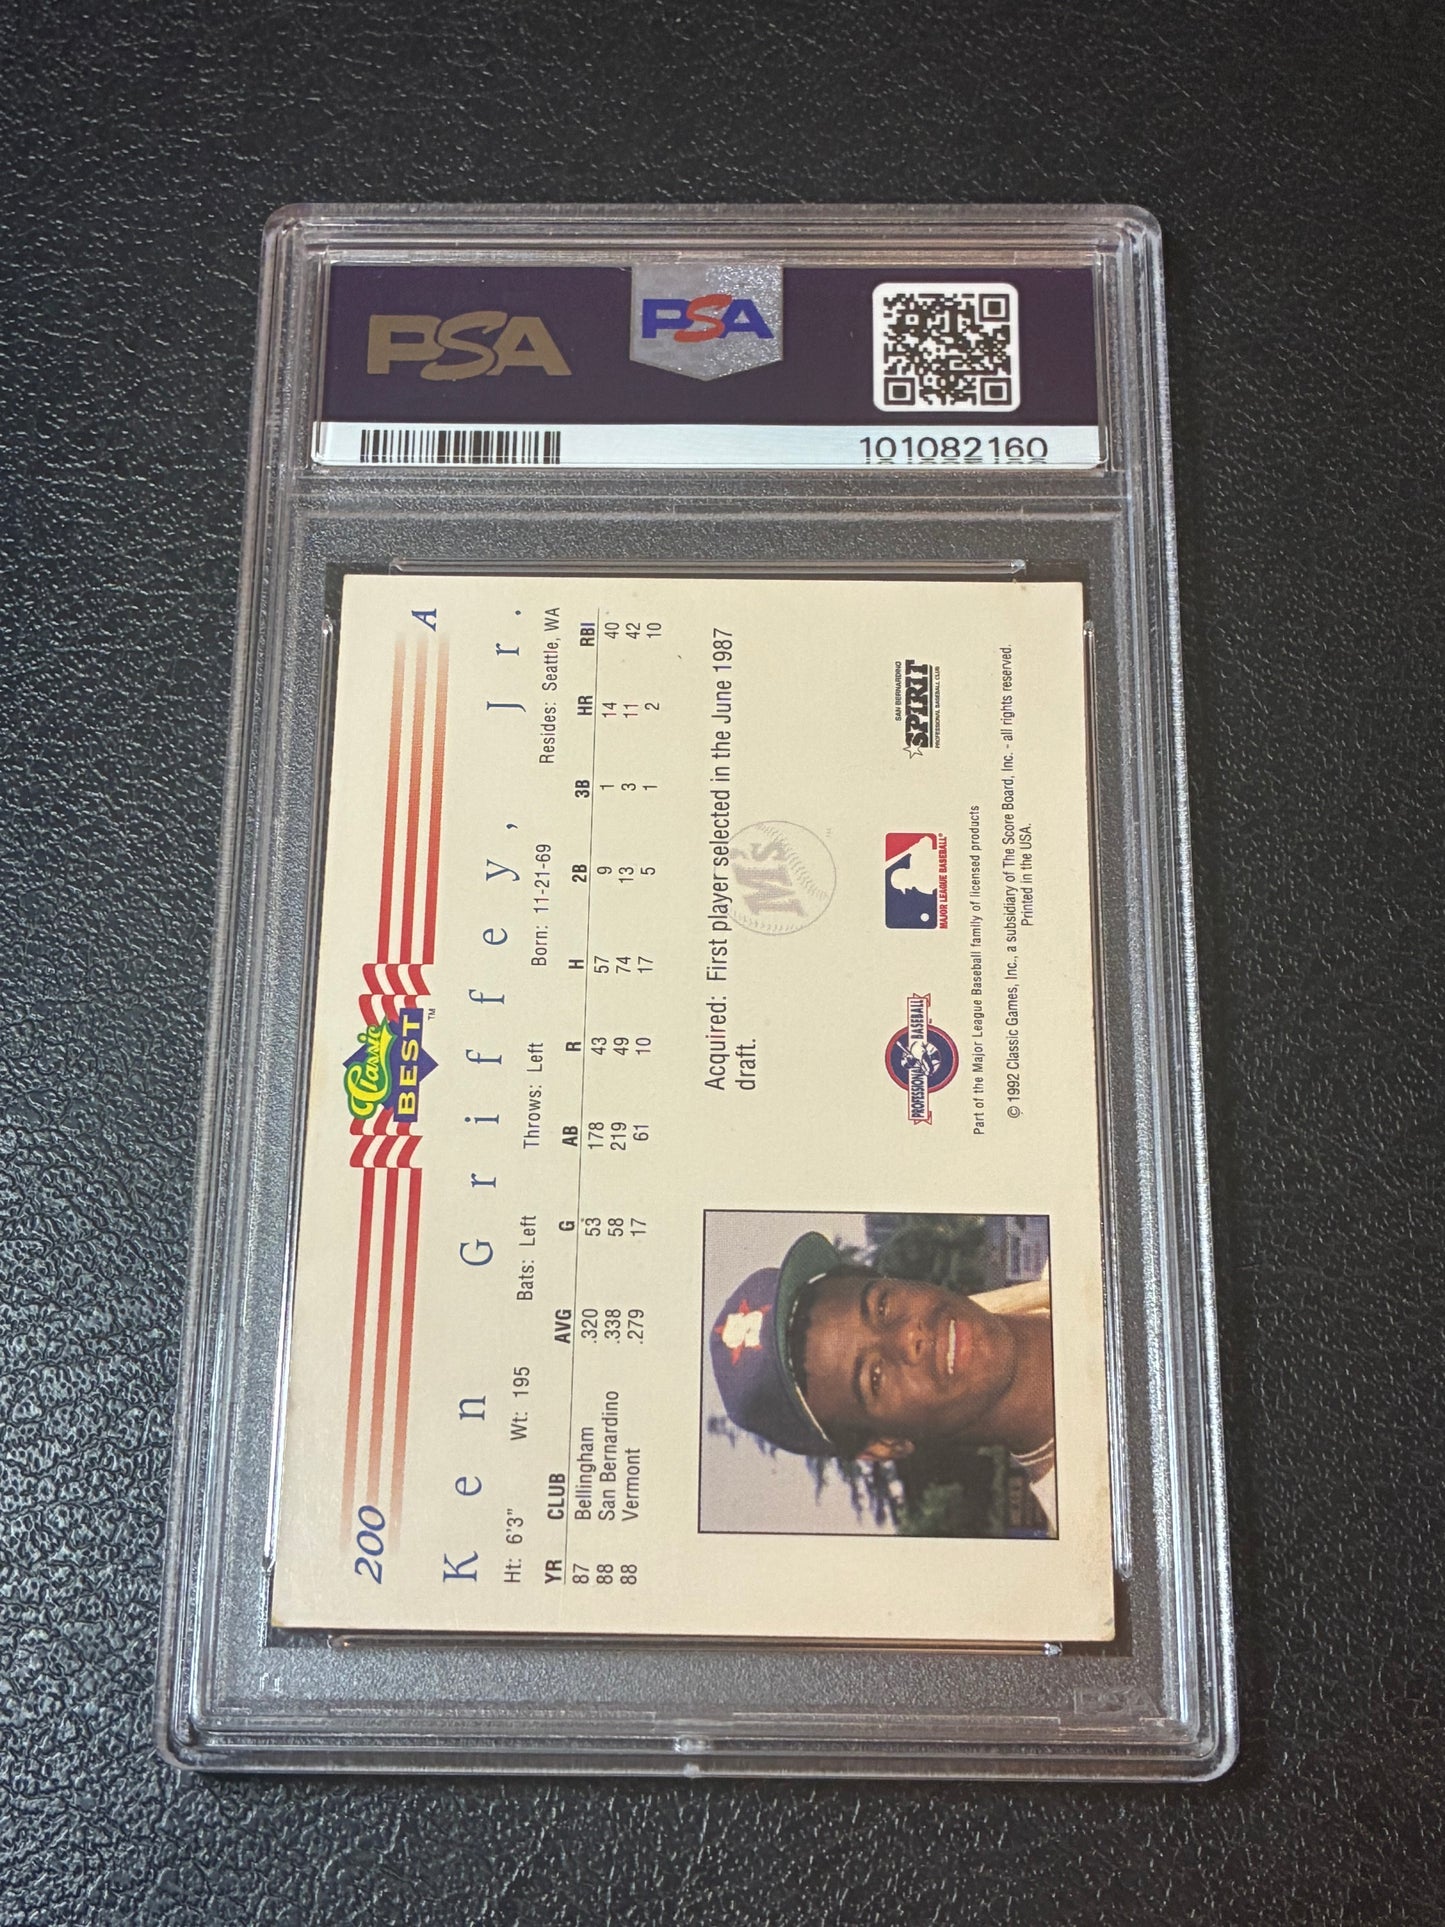 PSA
PSA
101082160
200
Classic
BEST™
A
Ken Griffey, Jr.
Ht: 6'3" Wt: 195 Bats: Left Throws: Left Born: 11-21-69 Resides: Seattle, WA
YR CLUB AVG G AB R H 2B 3B HR RBI
87 Bellingham .320 53 178 43 57 9 1 14 40
88 San Bernardino .338 58 219 49 74 13 3 11 42
88 Vermont .279 17 61 10 17 5 1 2 10
Acquired: First player selected in the June 1987
draft.
M's
™
S
PROFESSIONAL BASEBALL
MAJOR LEAGUE BASEBALL®
SAN BERNARDINO
SPIRIT
PROFESSIONAL BASEBALL CLUB
Part of the Major League Baseball family of licensed products
© 1992 Classic Games, Inc., a subsidiary of The Score Board, Inc. - all rights reserved.
Printed in the USA.
PSA